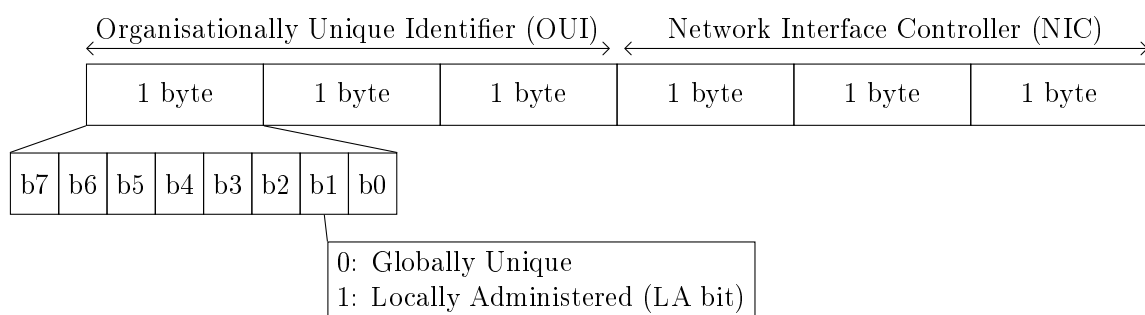 Organisationally Unique Identifier (OUI) Network Interface Controller (NIC)
1 byte 1 byte 1 byte 1 byte 1 byte 1 byte
b7 b6 b5 b4 b3 b2 b1 b0
0: Globally Unique
1: Locally Administered (LA bit)